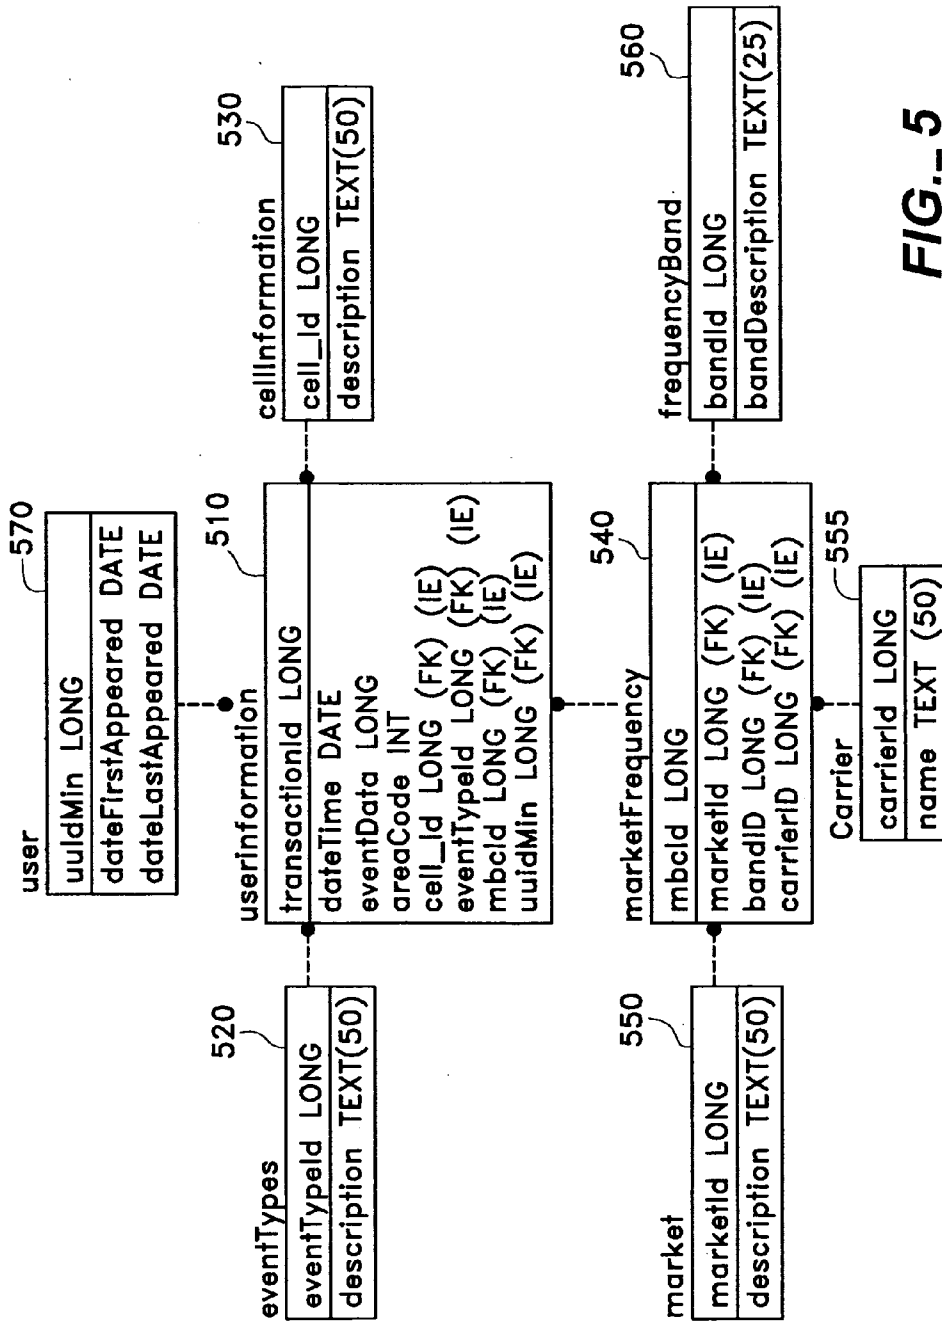 user
570
uuIdMin LONG
dateFirstAppeared DATE
dateLastAppeared DATE
eventTypes
520
eventTypeId LONG
description TEXT(50)
userinformation
510
transactionId LONG
dateTime DATE
eventData LONG
areaCode INT
cell_Id LONG (FK) (IE)
eventTypeId LONG (FK) (IE)
mbcId LONG (FK) (IE)
uuidMin LONG (FK) (IE)
cellInformation
530
cell_Id LONG
description TEXT(50)
market
550
marketId LONG
description TEXT(50)
marketFrequency
540
mbcId LONG
marketId LONG (FK) (IE)
bandID LONG (FK) (IE)
carrierID LONG (FK) (IE)
frequencyBand
560
bandId LONG
bandDescription TEXT(25)
Carrier
555
carrierId LONG
name TEXT (50)
FIG._5